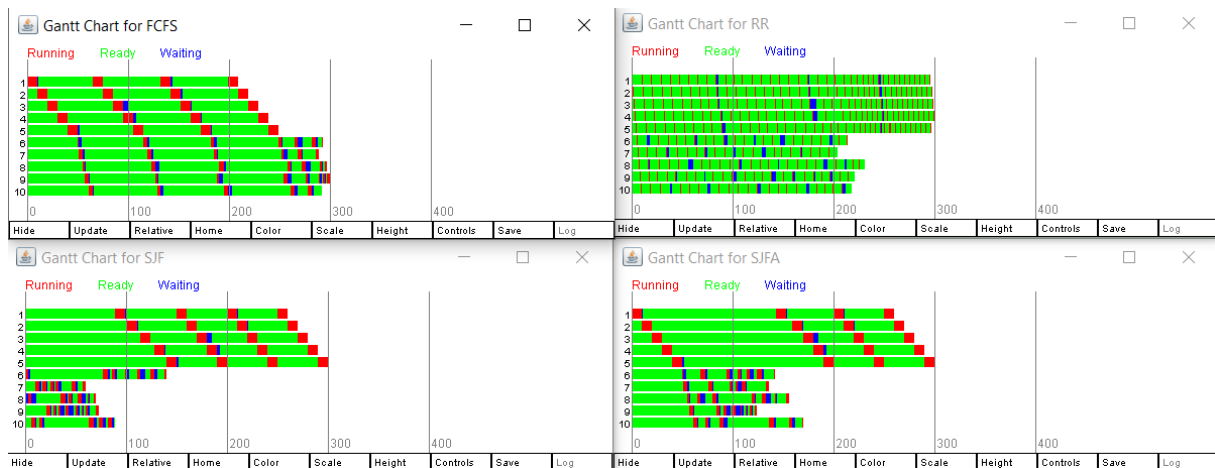 Gantt Chart for FCFS
Running Ready Waiting
1
2
3
4
5
6
7
8
9
10
0 100 200 300 400
Hide Update Relative Home Color Scale Height Controls Save Log
Gantt Chart for RR
Running Ready Waiting
1
2
3
4
5
6
7
8
9
10
0 100 200 300 400
Hide Update Relative Home Color Scale Height Controls Save Log
Gantt Chart for SJF
Running Ready Waiting
1
2
3
4
5
6
7
8
9
10
0 100 200 300 400
Hide Update Relative Home Color Scale Height Controls Save Log
Gantt Chart for SJFA
Running Ready Waiting
1
2
3
4
5
6
7
8
9
10
0 100 200 300 400
Hide Update Relative Home Color Scale Height Controls Save Log